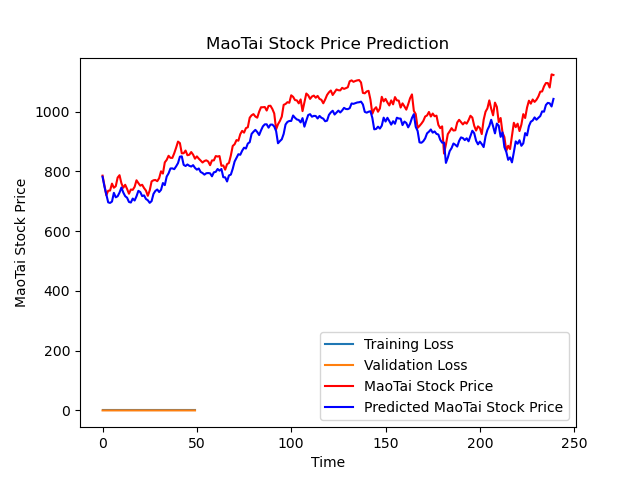 MaoTai Stock Price Prediction
MaoTai Stock Price
1000
800
600
400
200
0
Training Loss
Validation Loss
MaoTai Stock Price
Predicted MaoTai Stock Price
0 50 100 150 200 250
Time